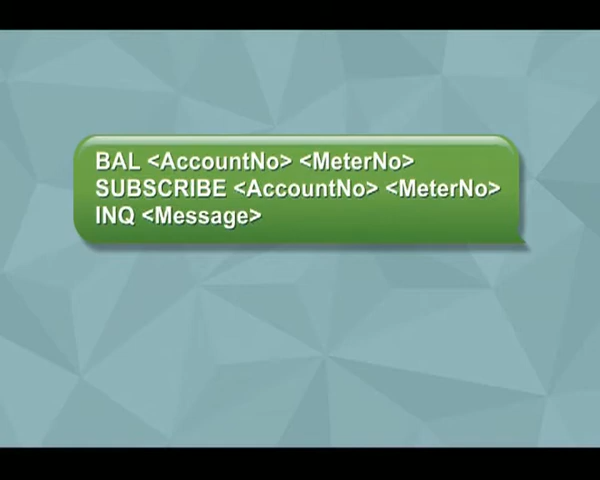 BAL <AccountNo> <MeterNo>
SUBSCRIBE <AccountNo> <MeterNo>
INQ <Message>